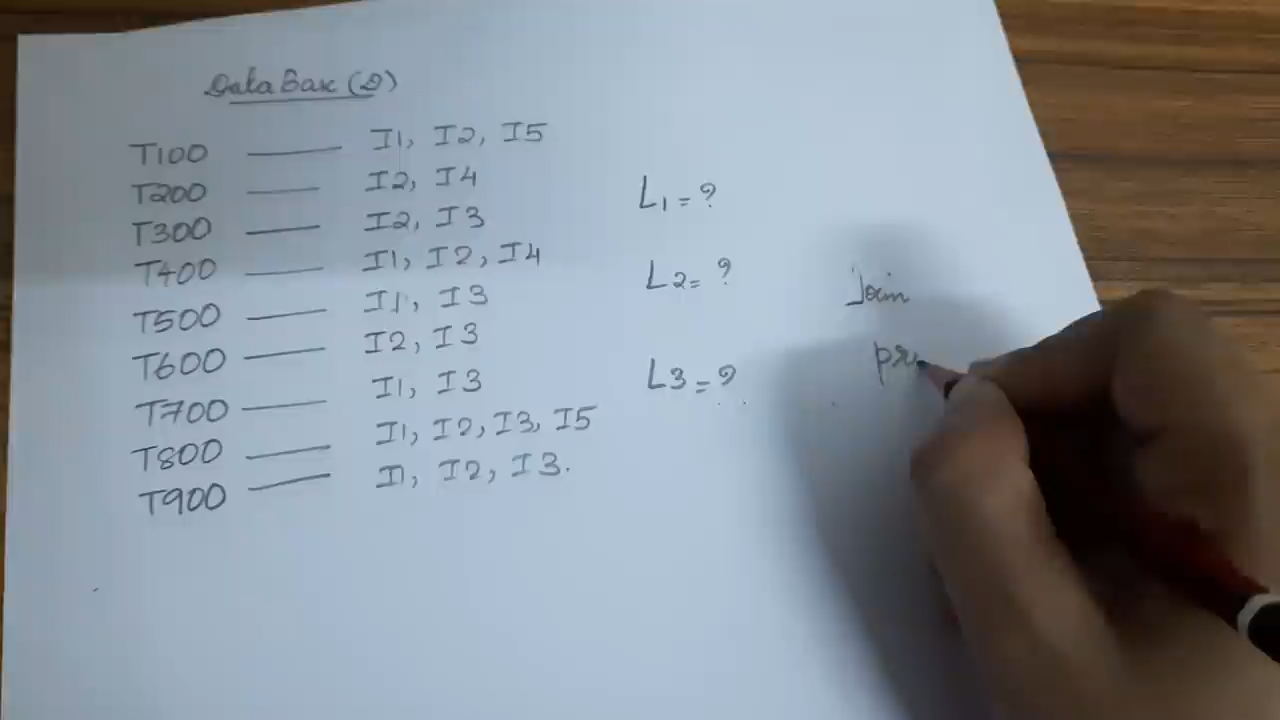 DataBase (D)
T100 —— I1, I2, I5
T200 —— I2, I4
T300 —— I2, I3
T400 —— I1, I2, I4
T500 —— I1, I3
T600 —— I2, I3
T700 —— I1, I3
T800 —— I1, I2, I3, I5
T900 —— I1, I2, I3.
L1 = ?
L2 = ?
L3 = ?
Join
pru